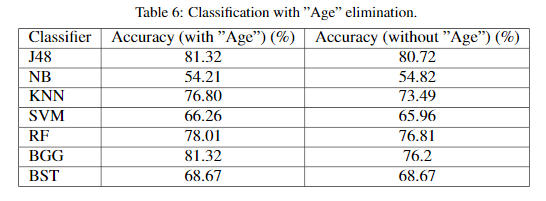 Table 6: Classification with ”Age” elimination.
Classifier Accuracy (with ”Age”) (%) Accuracy (without ”Age”) (%)
J48 81.32 80.72
NB 54.21 54.82
KNN 76.80 73.49
SVM 66.26 65.96
RF 78.01 76.81
BGG 81.32 76.2
BST 68.67 68.67